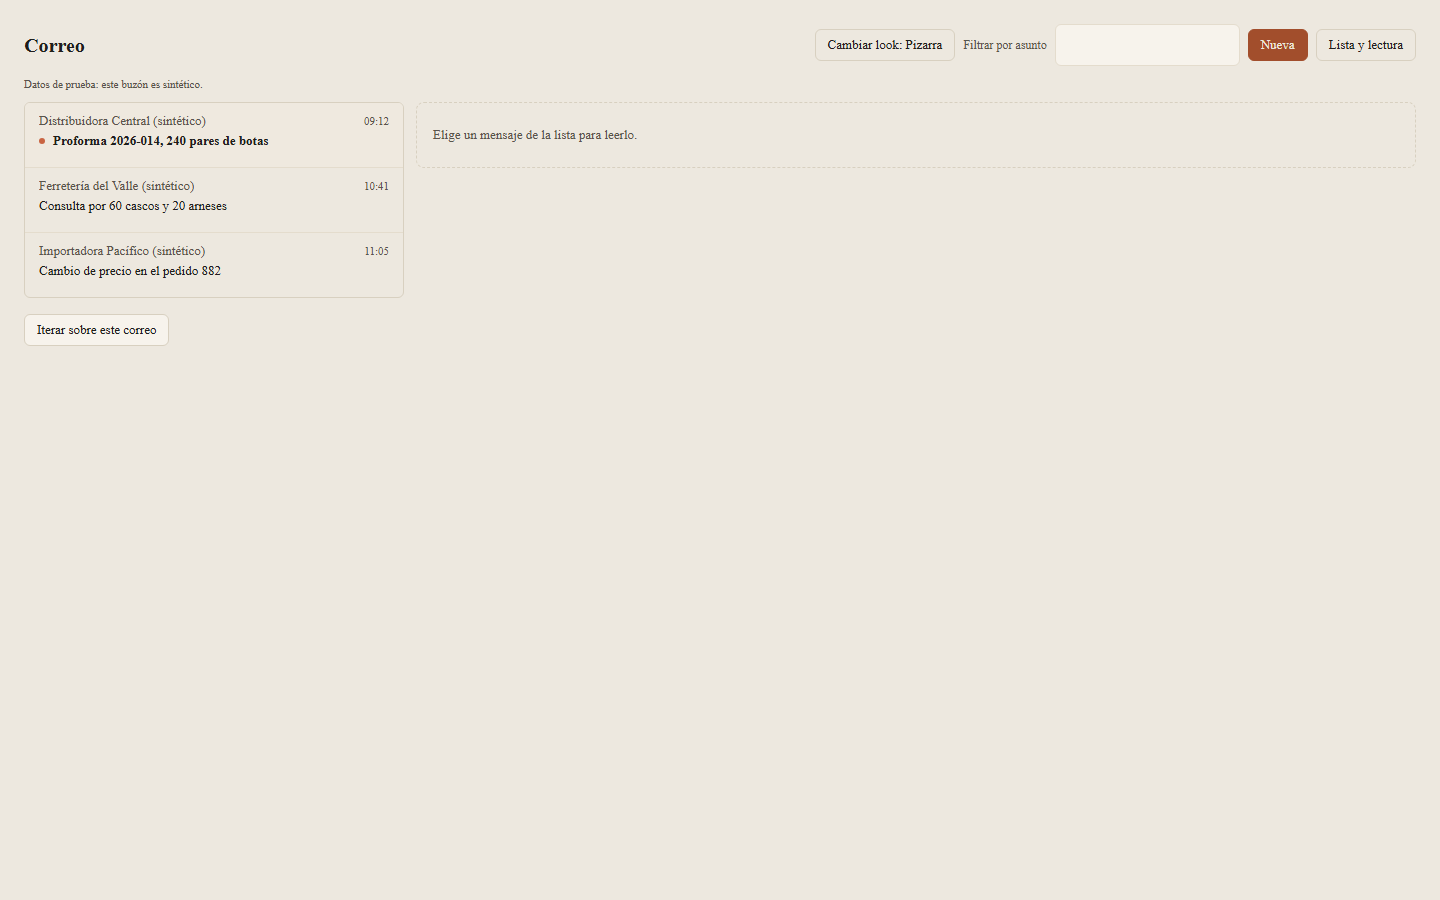 Correo
Cambiar look: Pizarra
Filtrar por asunto
Nueva
Lista y lectura
Datos de prueba: este buzón es sintético.
Distribuidora Central (sintético) 09:12
Proforma 2026-014, 240 pares de botas
Ferretería del Valle (sintético) 10:41
Consulta por 60 cascos y 20 arneses
Importadora Pacífico (sintético) 11:05
Cambio de precio en el pedido 882
Elige un mensaje de la lista para leerlo.
Iterar sobre este correo